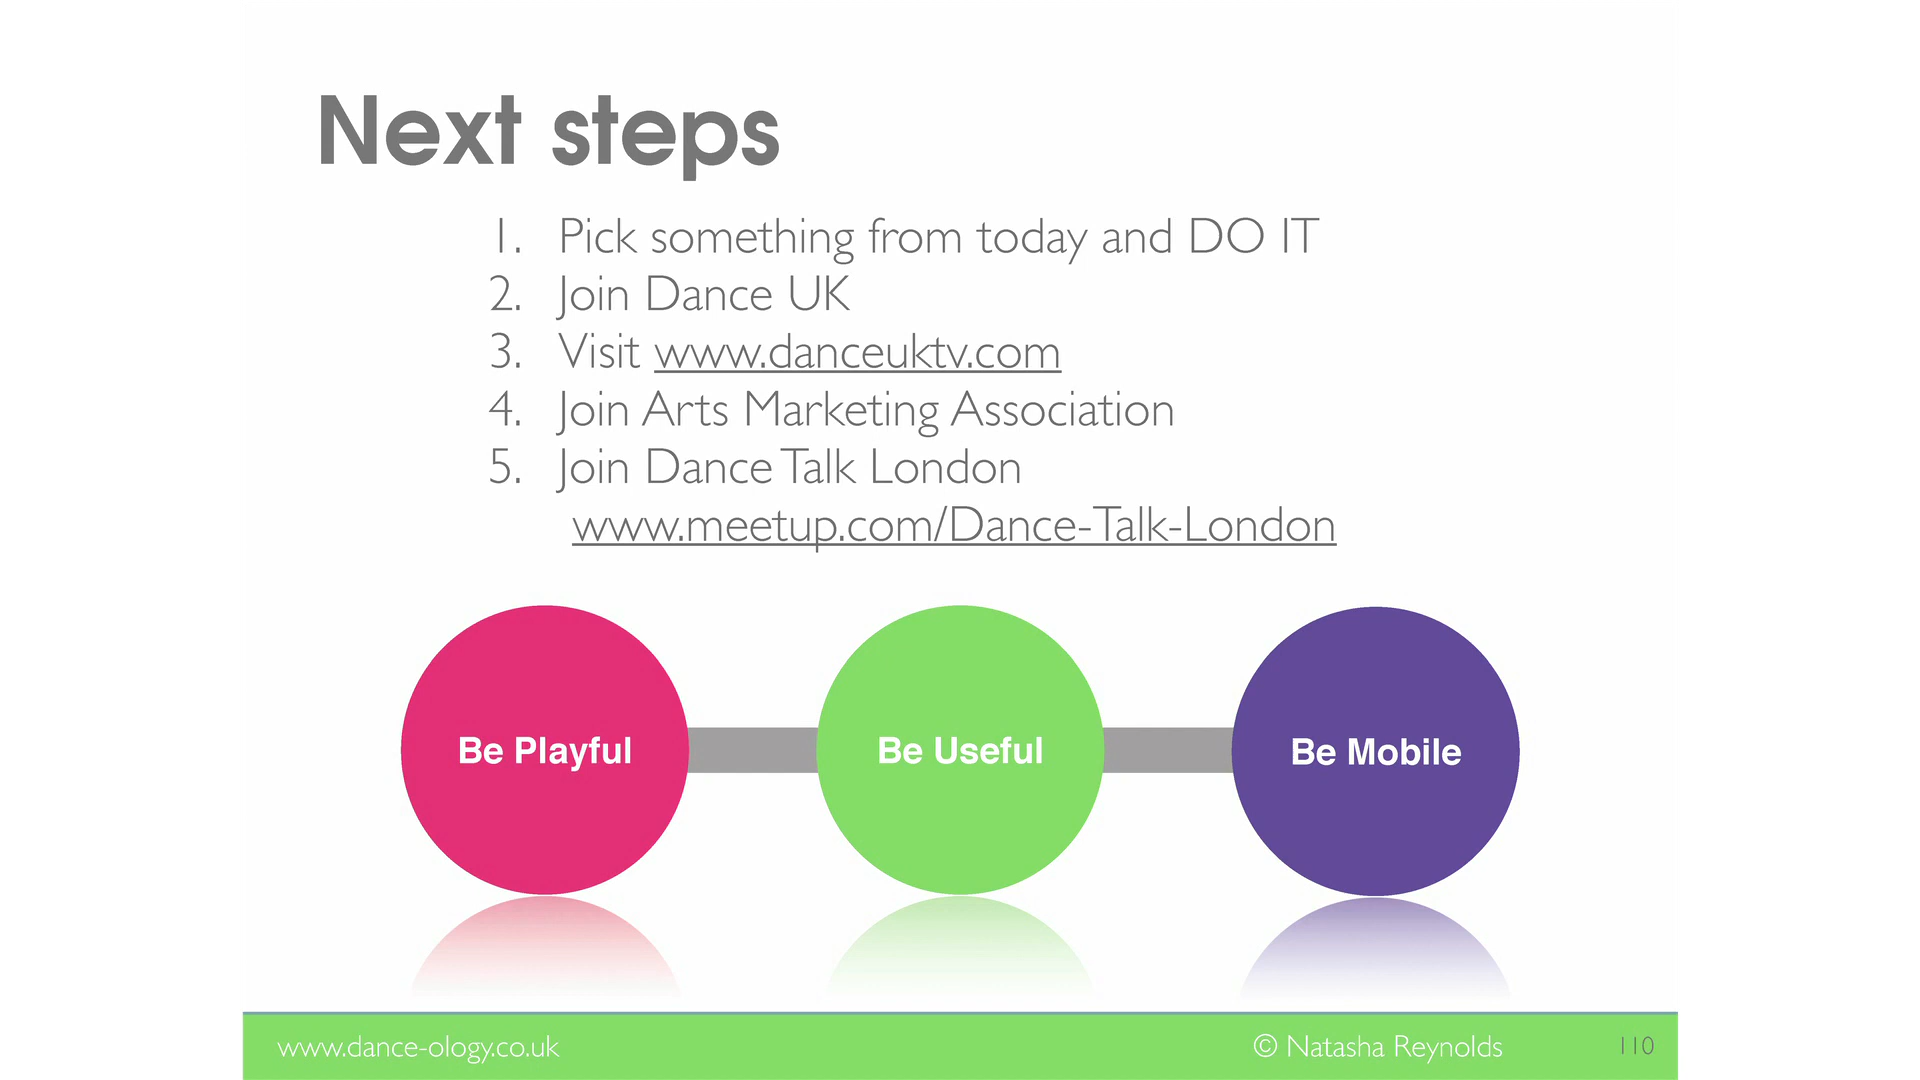 Next steps
1. Pick something from today and DO IT
2. Join Dance UK
3. Visit www.danceuktv.com
4. Join Arts Marketing Association
5. Join Dance Talk London
www.meetup.com/Dance-Talk-London
Be Playful
Be Useful
Be Mobile
www.dance-ology.co.uk
© Natasha Reynolds
110